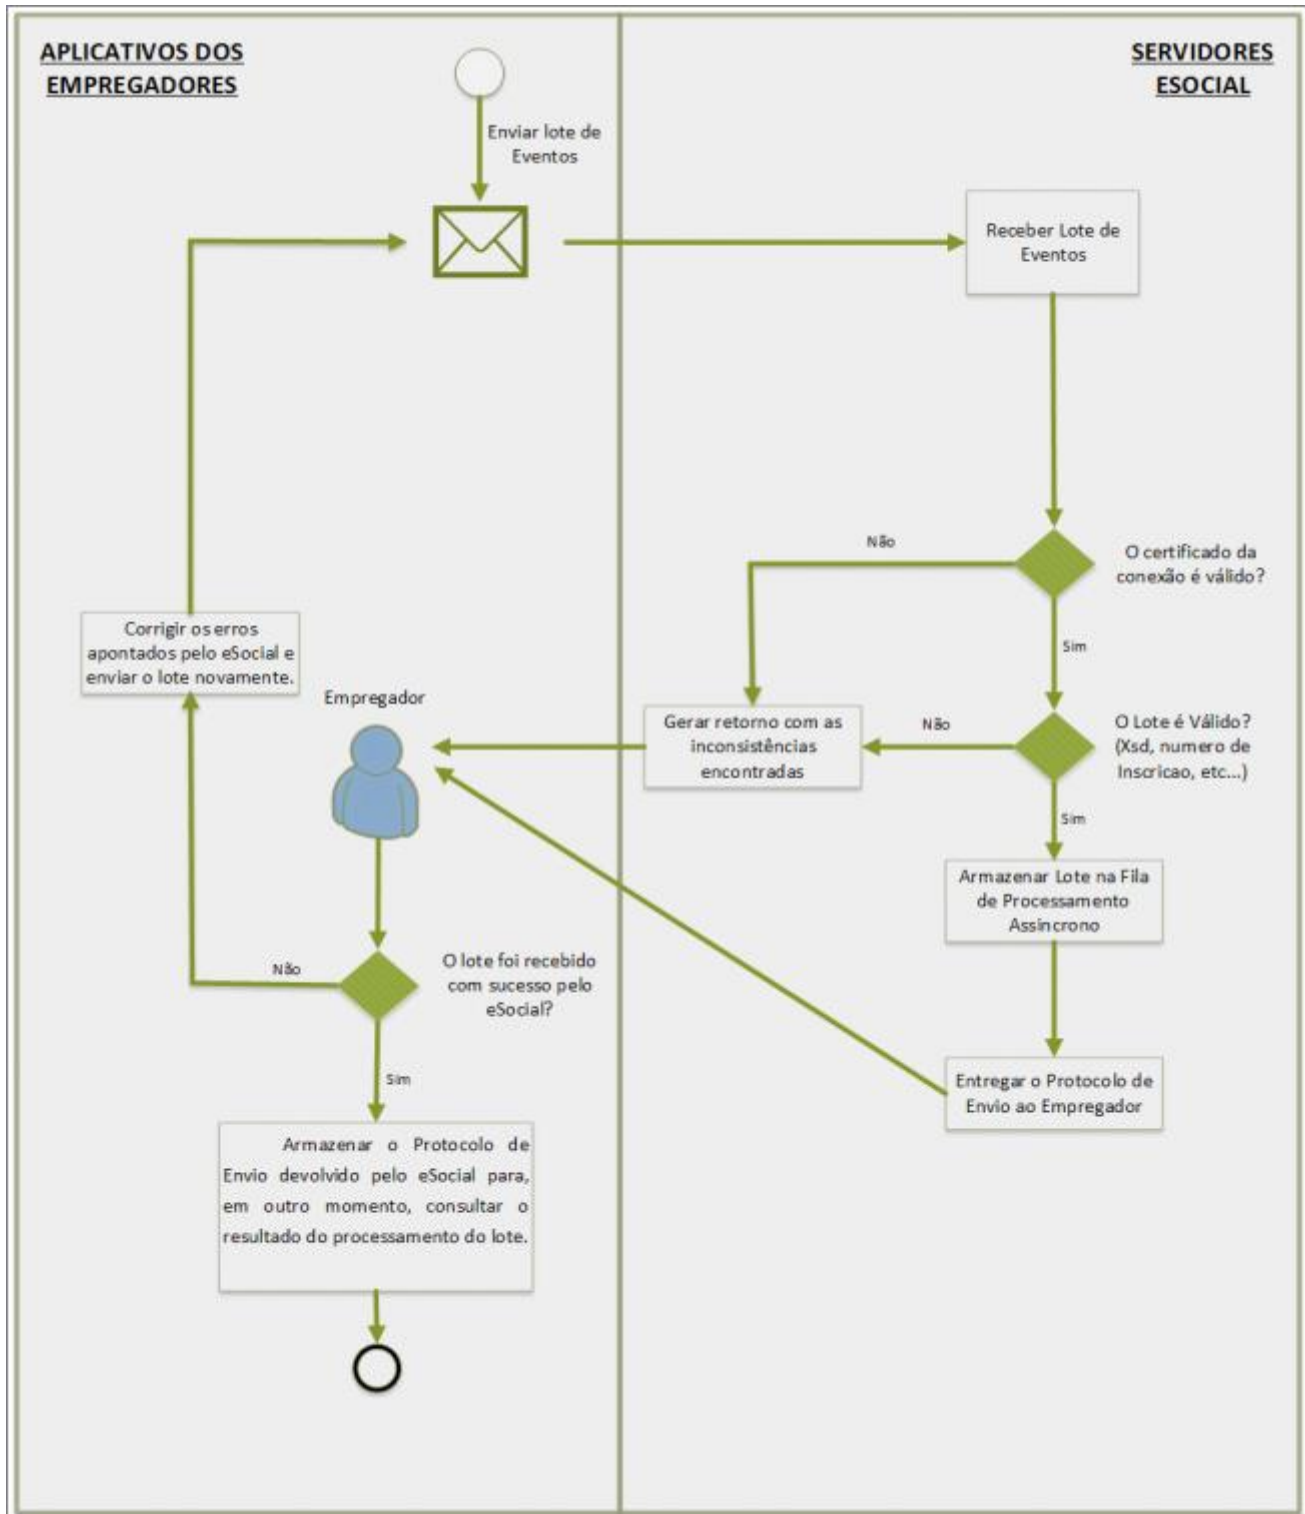 APLICATIVOS DOS
EMPREGADORES
SERVIDORES
ESOCIAL
Enviar lote de
Eventos
Receber Lote de
Eventos
Não
O certificado da
conexão é válido?
Sim
Corrigir os erros
apontados pelo eSocial e
enviar o lote novamente.
Empregador
Gerar retorno com as
inconsistências
encontradas
Não
O Lote é Válido?
(Xsd, numero de
Inscricao, etc...)
Sim
Armazenar Lote na Fila
de Processamento
Assíncrono
Não
O lote foi recebido
com sucesso pelo
eSocial?
Sim
Entregar o Protocolo de
Envio ao Empregador
Armazenar o Protocolo de
Envio devolvido pelo eSocial para,
em outro momento, consultar o
resultado do processamento do lote.